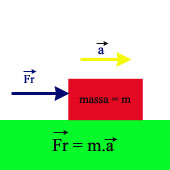 a
Fr
massa = m
Fr = m.a